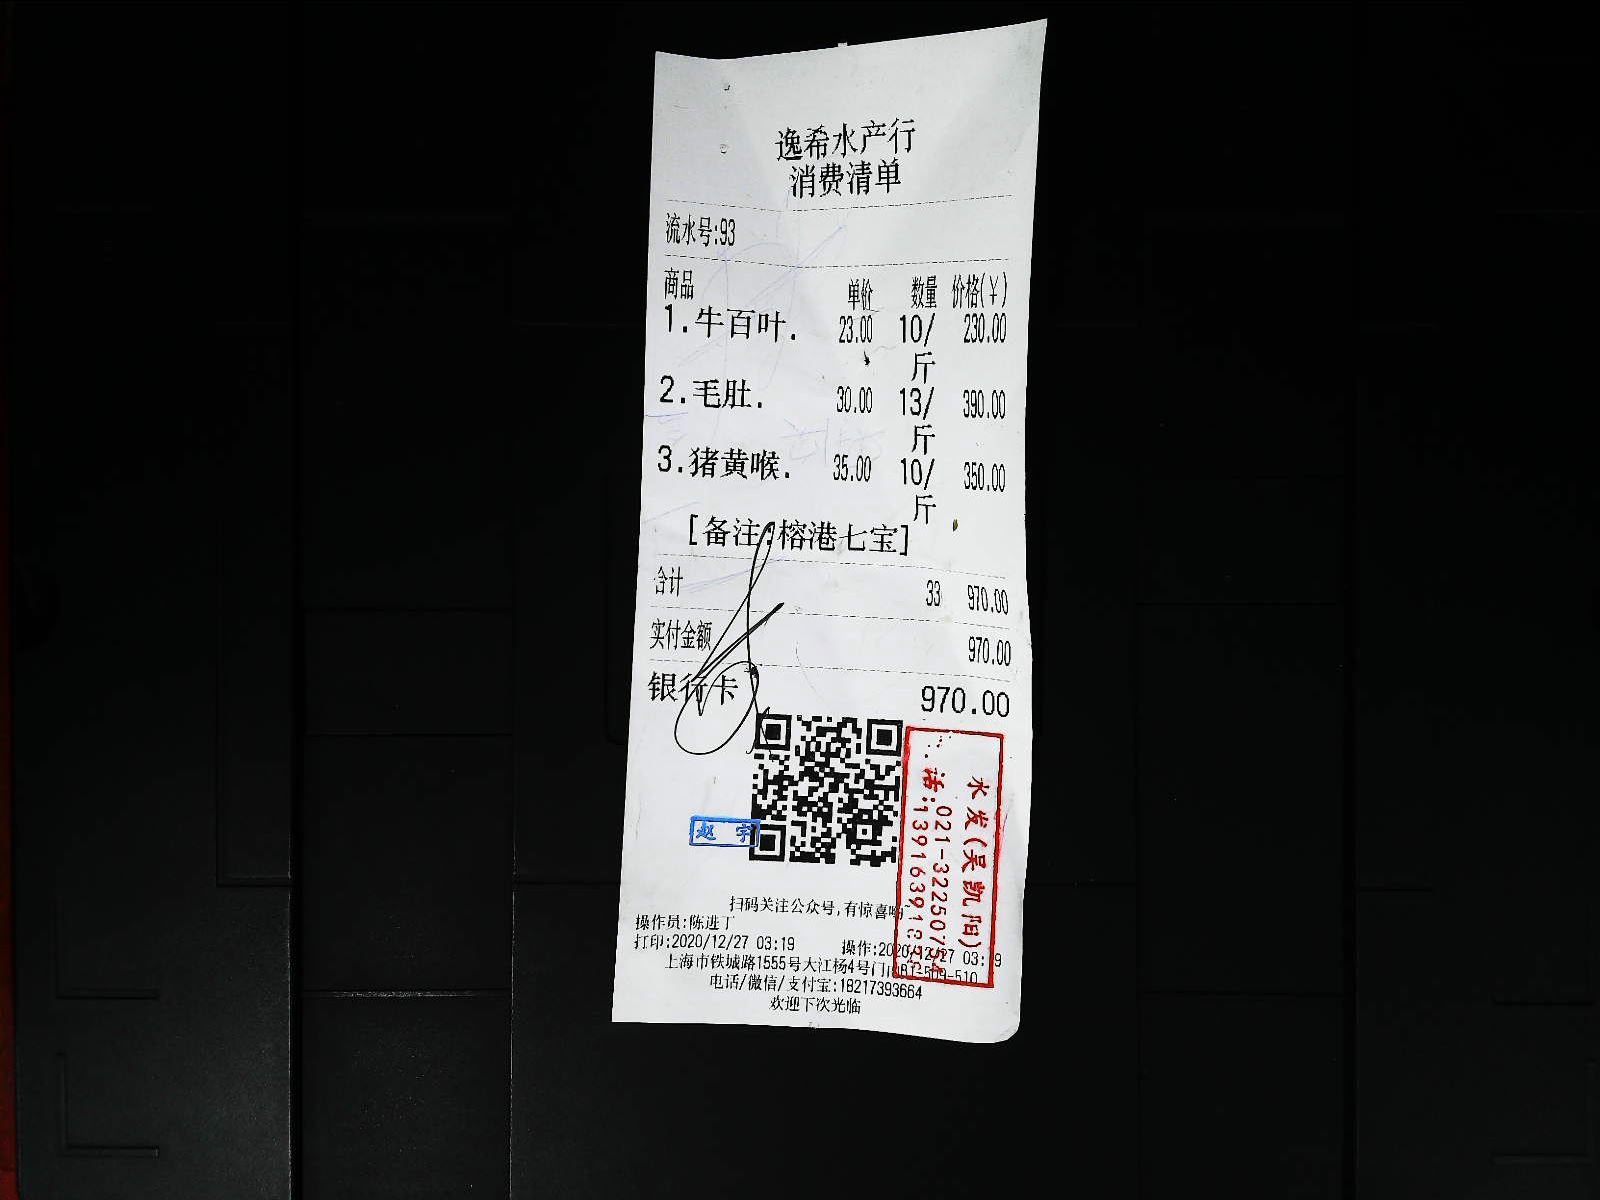 逸希水产行
消费清单
流水号:93
商品 单价 数量 价格(¥)
1.牛百叶. 23.00 10/斤 230.00
2.毛肚. 30.00 13/斤 390.00
3.猪黄喉. 35.00 10/斤 350.00
[备注:榕港七宝]
合计 33 970.00
实付金额 970.00
银行卡 970.00
赵宇
水发(吴凯阳)
话:021-32250754
扫码关注公众号,有惊喜哟~
操作员:陈进丁
打印:2020/12/27 03:19 操作:2020/12/27 03:19
上海市铁城路1555号大江杨4号门
电话/微信/支付宝:18217393664
欢迎下次光临